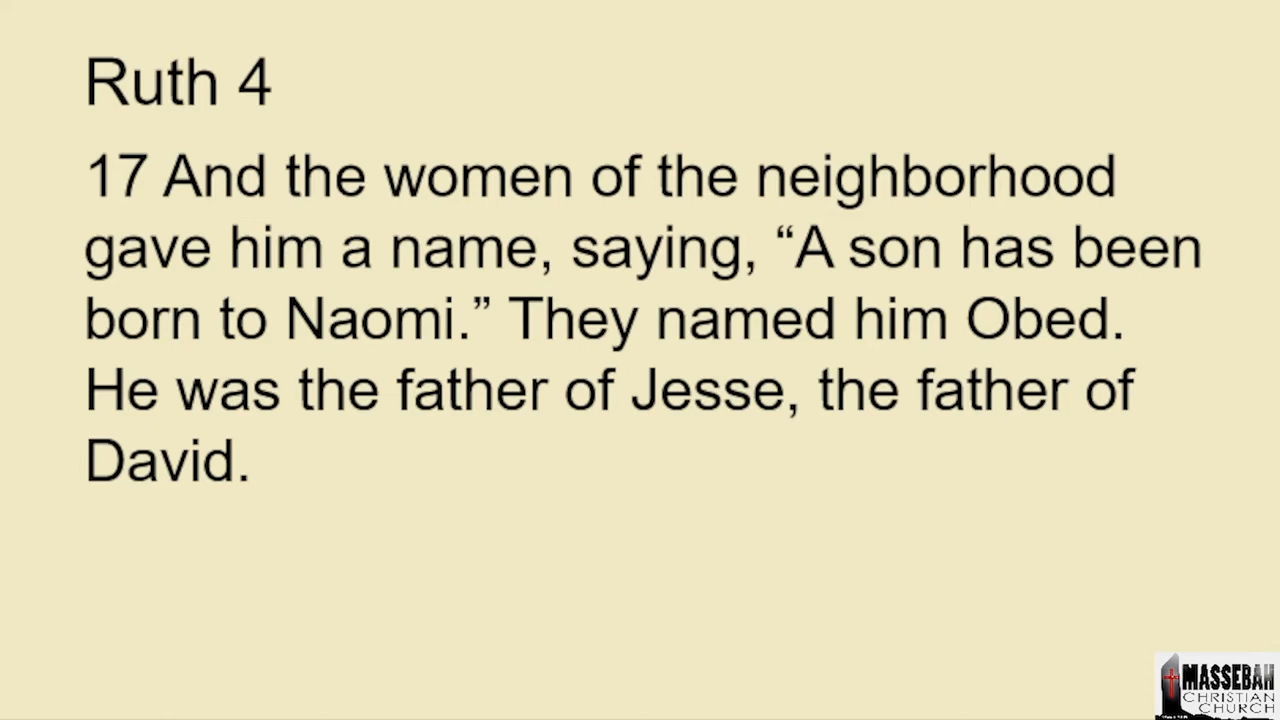 Ruth 4
17 And the women of the neighborhood
gave him a name, saying, “A son has been
born to Naomi.” They named him Obed.
He was the father of Jesse, the father of
David.
MASSEBAH
CHRISTIAN
CHURCH